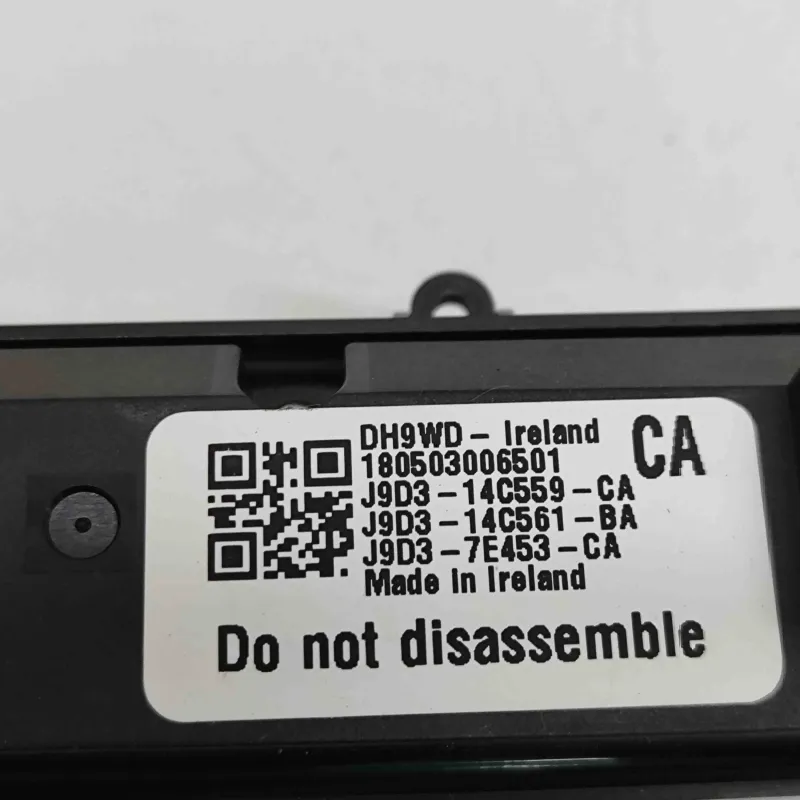 DH9WD - Ireland
CA
180503006501
J9D3-14C559-CA
J9D3-14C561-BA
J9D3-7E453-CA
Made in Ireland
Do not disassemble